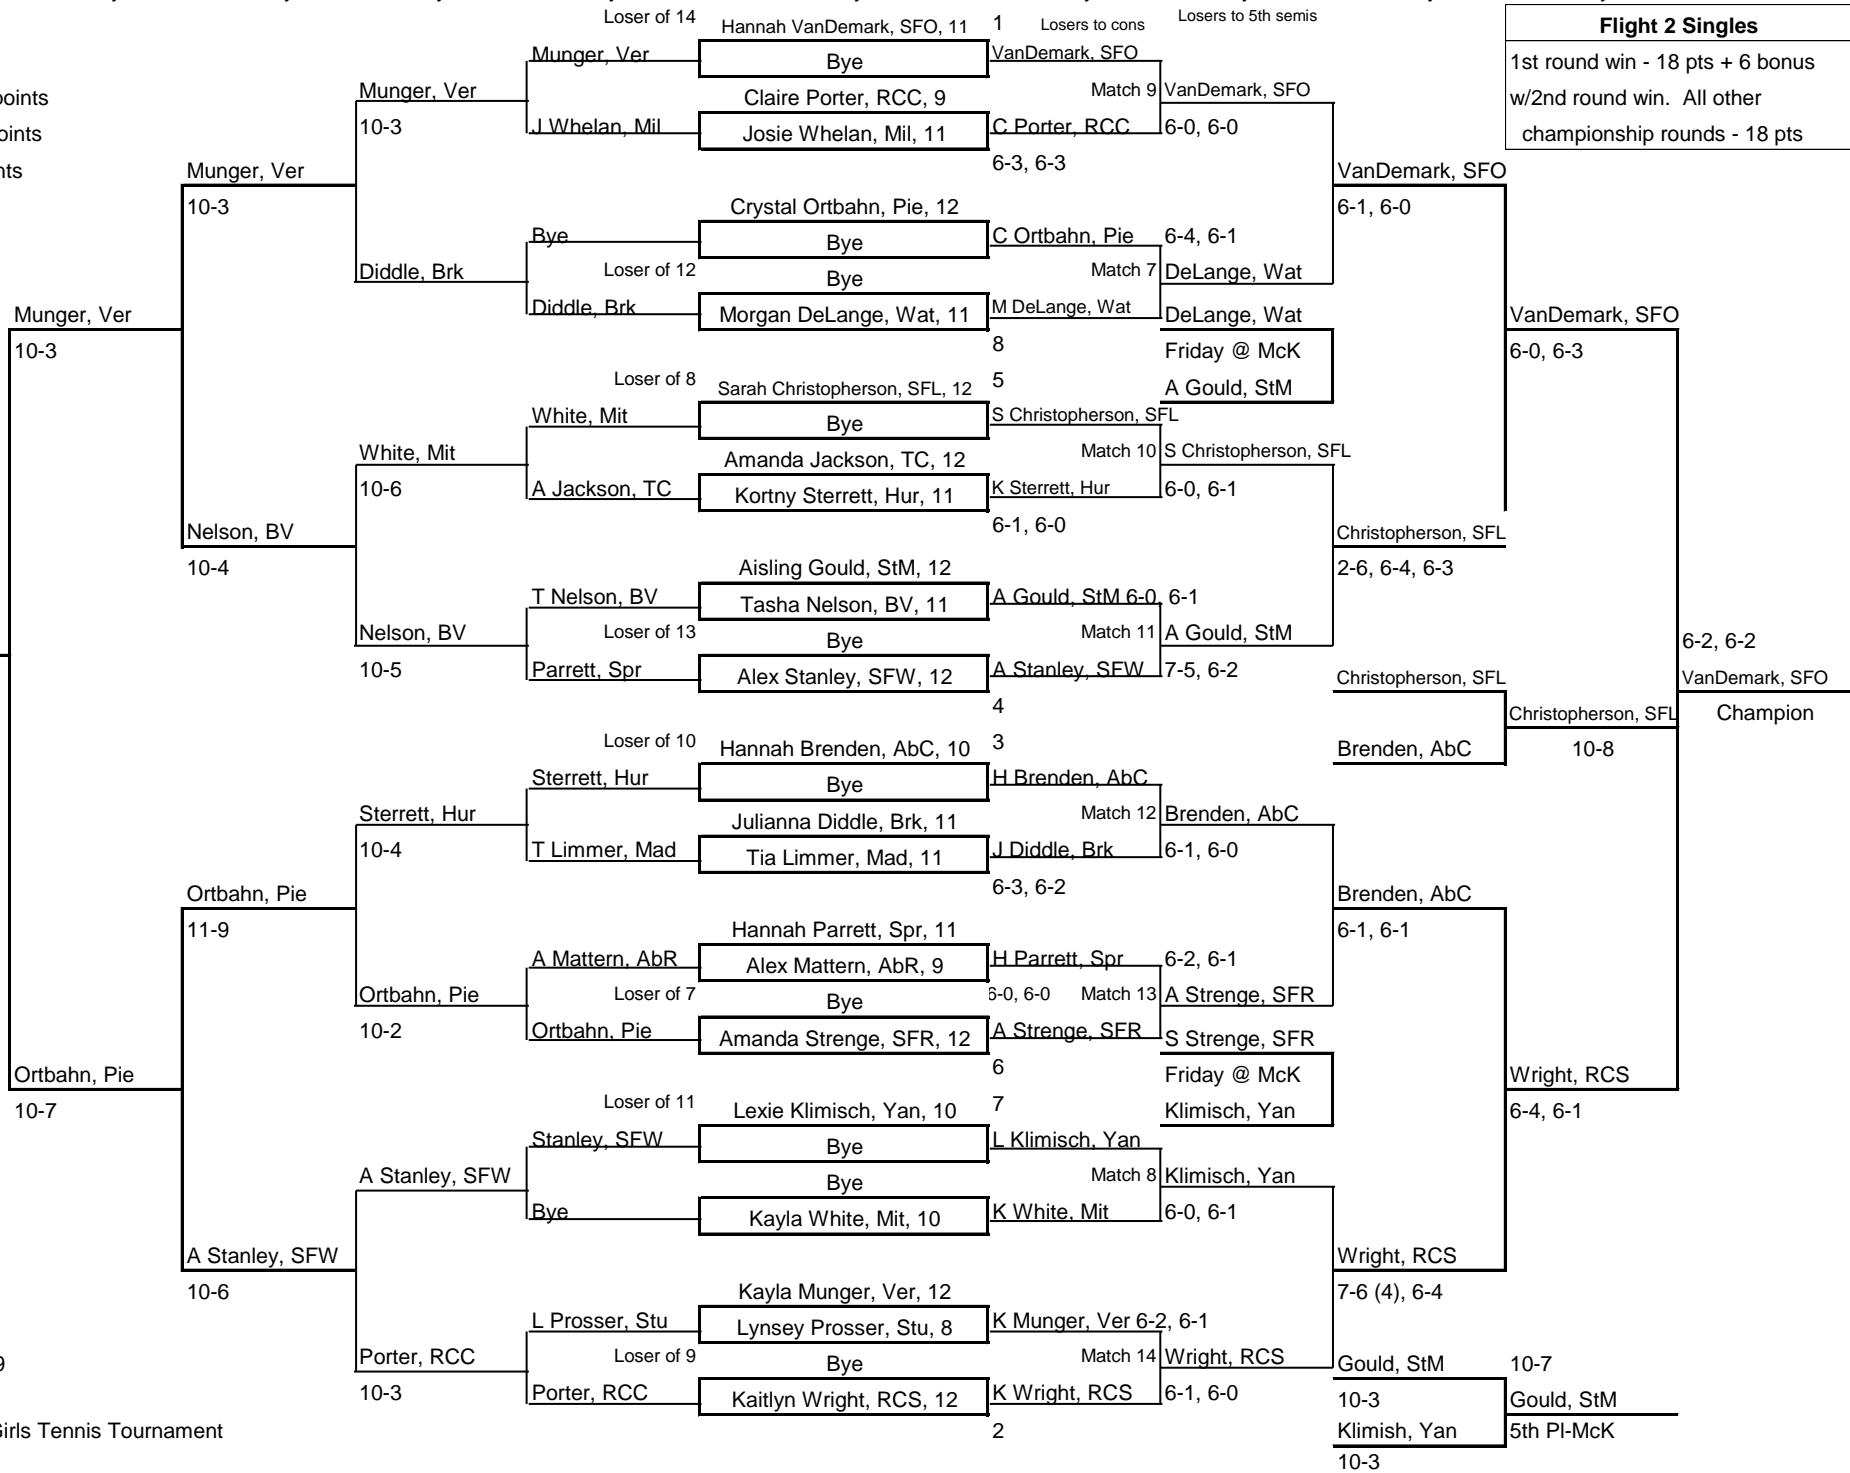 Loser of 14
Hannah VanDemark, SFO, 11
1
Losers to cons
Losers to 5th semis
Flight 2 Singles
Munger, Ver
Bye
VanDemark, SFO
1st round win - 18 pts + 6 bonus
Munger, Ver
Claire Porter, RCC, 9
Match 9
VanDemark, SFO
w/2nd round win. All other
10-3
J Whelan, Mil
Josie Whelan, Mil, 11
C Porter, RCC
6-0, 6-0
championship rounds - 18 pts
Munger, Ver
6-3, 6-3
VanDemark, SFO
10-3
Crystal Ortbahn, Pie, 12
6-1, 6-0
Bye
Bye
C Ortbahn, Pie
6-4, 6-1
Diddle, Brk
Loser of 12
Bye
Match 7
DeLange, Wat
Munger, Ver
Diddle, Brk
Morgan DeLange, Wat, 11
M DeLange, Wat
DeLange, Wat
VanDemark, SFO
10-3
8
Friday @ McK
6-0, 6-3
Loser of 8
Sarah Christopherson, SFL, 12
5
A Gould, StM
White, Mit
Bye
S Christopherson, SFL
White, Mit
Amanda Jackson, TC, 12
Match 10
S Christopherson, SFL
10-6
A Jackson, TC
Kortny Sterrett, Hur, 11
K Sterrett, Hur
6-0, 6-1
Nelson, BV
6-1, 6-0
Christopherson, SFL
10-4
Aisling Gould, StM, 12
2-6, 6-4, 6-3
T Nelson, BV
Tasha Nelson, BV, 11
A Gould, StM 6-0, 6-1
Nelson, BV
Loser of 13
Bye
Match 11
A Gould, StM
6-2, 6-2
10-5
Parrett, Spr
Alex Stanley, SFW, 12
A Stanley, SFW
7-5, 6-2
Christopherson, SFL
VanDemark, SFO
4
Christopherson, SFL
Champion
Loser of 10
Hannah Brenden, AbC, 10
3
Brenden, AbC
10-8
Sterrett, Hur
Bye
H Brenden, AbC
Sterrett, Hur
Julianna Diddle, Brk, 11
Match 12
Brenden, AbC
10-4
T Limmer, Mad
Tia Limmer, Mad, 11
J Diddle, Brk
6-1, 6-0
Ortbahn, Pie
6-3, 6-2
Brenden, AbC
11-9
Hannah Parrett, Spr, 11
6-1, 6-1
A Mattern, AbR
Alex Mattern, AbR, 9
H Parrett, Spr
6-2, 6-1
Ortbahn, Pie
Loser of 7
Bye
6-0, 6-0
Match 13
A Strenge, SFR
10-2
Ortbahn, Pie
Amanda Strenge, SFR, 12
A Strenge, SFR
S Strenge, SFR
Ortbahn, Pie
6
Friday @ McK
Wright, RCS
10-7
Loser of 11
Lexie Klimisch, Yan, 10
7
Klimisch, Yan
6-4, 6-1
Stanley, SFW
Bye
L Klimisch, Yan
A Stanley, SFW
Bye
Match 8
Klimisch, Yan
Bye
Kayla White, Mit, 10
K White, Mit
6-0, 6-1
A Stanley, SFW
Wright, RCS
10-6
Kayla Munger, Ver, 12
7-6 (4), 6-4
L Prosser, Stu
Lynsey Prosser, Stu, 8
K Munger, Ver 6-2, 6-1
Porter, RCC
Loser of 9
Bye
Match 14
Wright, RCS
Gould, StM
10-7
10-3
Porter, RCC
Kaitlyn Wright, RCS, 12
K Wright, RCS
6-1, 6-0
10-3
Gould, StM
Girls Tennis Tournament
2
Klimish, Yan
5th Pl-McK
10-3